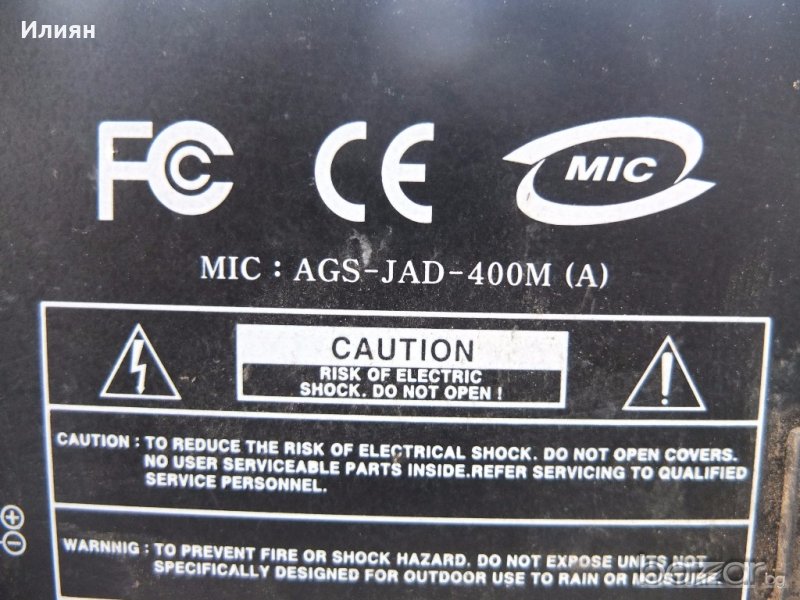 Илиян
FC CE MIC
MIC : AGS-JAD-400M (A)
CAUTION
RISK OF ELECTRIC
SHOCK. DO NOT OPEN !
CAUTION : TO REDUCE THE RISK OF ELECTRICAL SHOCK. DO NOT OPEN COVERS.
NO USER SERVICEABLE PARTS INSIDE.REFER SERVICING TO QUALIFIED
SERVICE PERSONNEL.
WARNNIG : TO PREVENT FIRE OR SHOCK HAZARD. DO NOT EXPOSE UNITS NOT
SPECIFICALLY DESIGNED FOR OUTDOOR USE TO RAIN OR MOISTURE.
bazar.bg